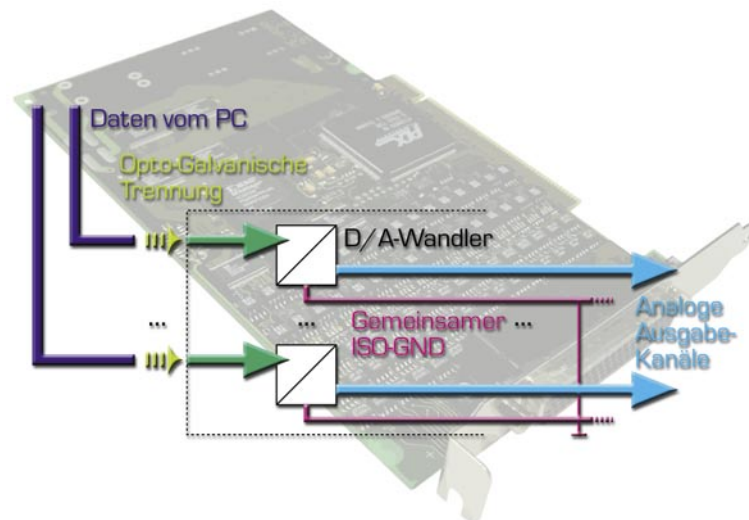 Daten vom PC
Opto-Galvanische
Trennung
D/A-Wandler
...
...
Gemeinsamer ...
ISO-GND
Analoge
Ausgabe-
Kanäle